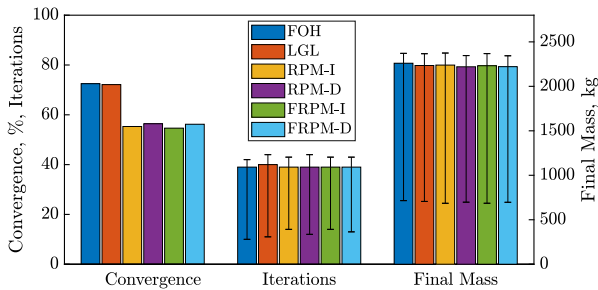 Convergence, %, Iterations
100
80
60
40
20
0
FOH
LGL
RPM-I
RPM-D
FRPM-I
FRPM-D
2500
2000
1500
1000
500
0
Final Mass, kg
Convergence
Iterations
Final Mass